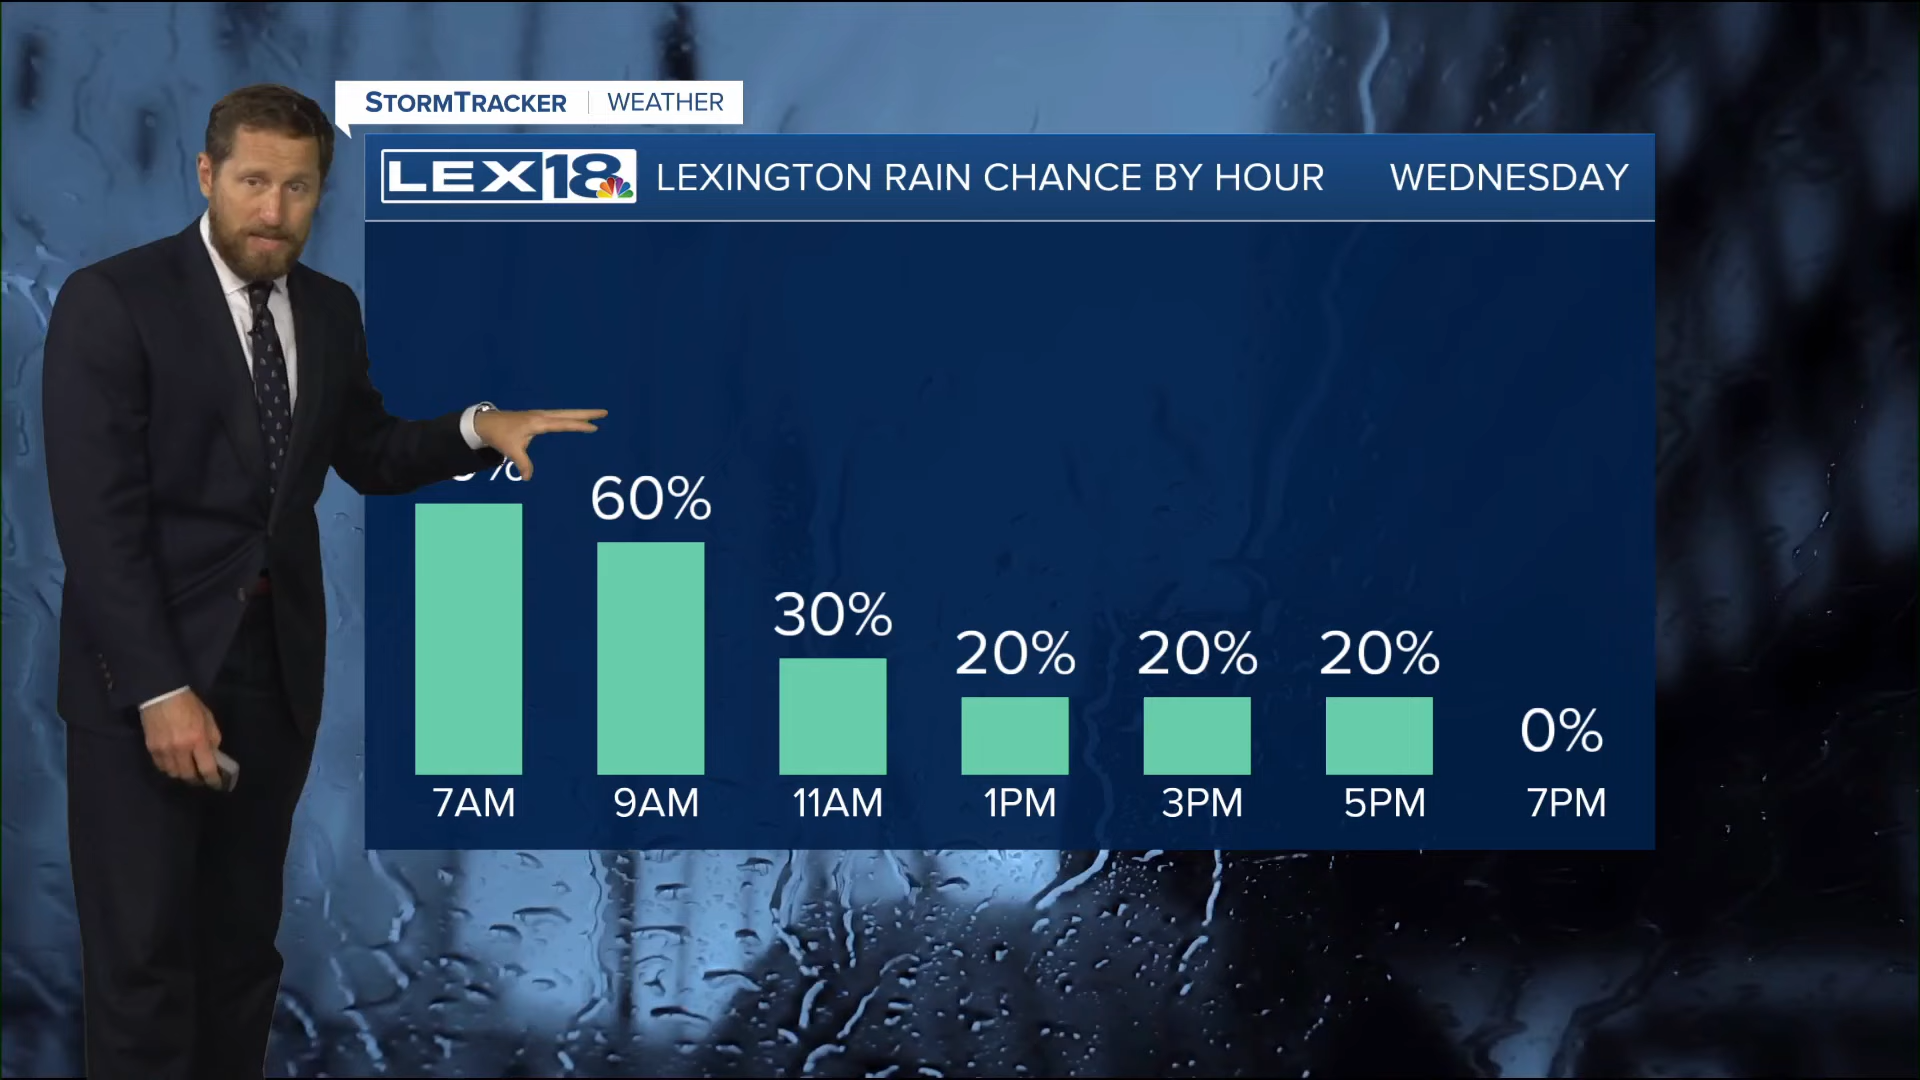 STORMTRACKER WEATHER
LEX18 LEXINGTON RAIN CHANCE BY HOUR WEDNESDAY
60%
30%
20% 20% 20%
0%
7AM 9AM 11AM 1PM 3PM 5PM 7PM